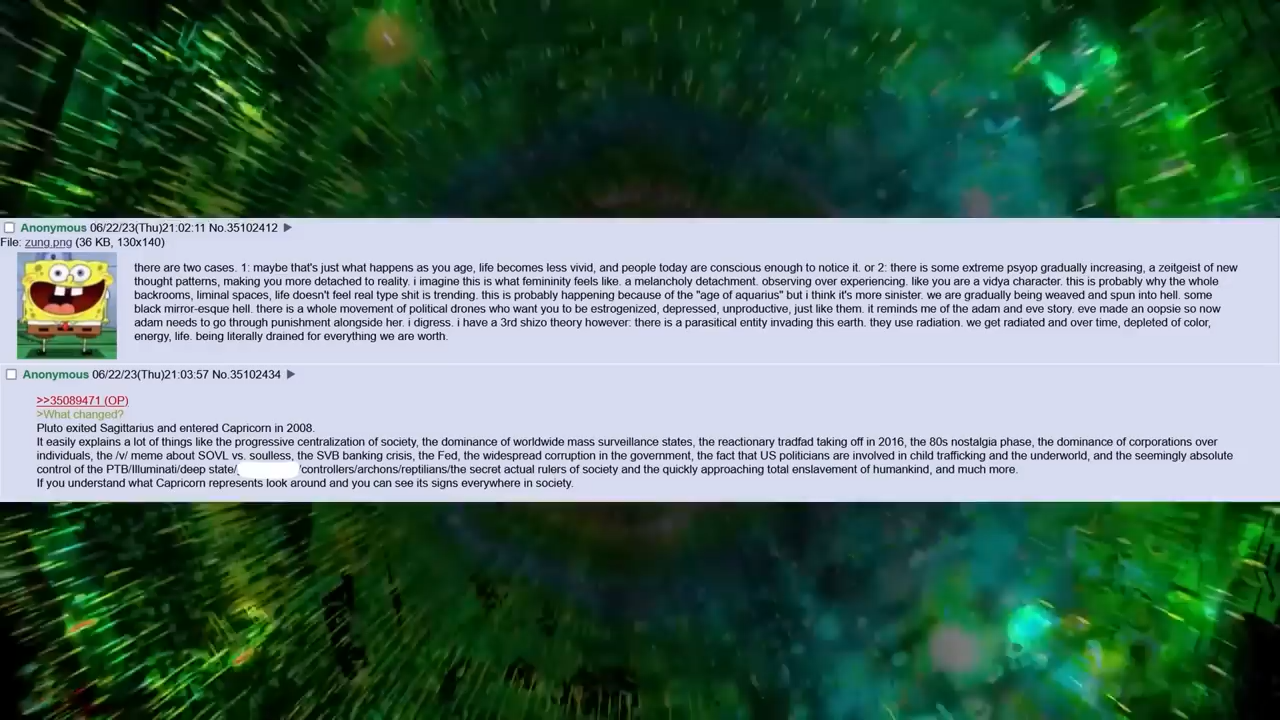 Anonymous 06/22/23(Thu)21:02:11 No.35102412 ▶
File: zung.png (36 KB, 130x140)
there are two cases. 1: maybe that's just what happens as you age, life becomes less vivid, and people today are conscious enough to notice it. or 2: there is some extreme psyop gradually increasing, a zeitgeist of new
thought patterns, making you more detached to reality. i imagine this is what femininity feels like. a melancholy detachment. observing over experiencing. like you are a vidya character. this is probably why the whole
backrooms, liminal spaces, life doesn't feel real type shit is trending. this is probably happening because of the "age of aquarius" but i think it's more sinister. we are gradually being weaved and spun into hell. some
black mirror-esque hell. there is a whole movement of political drones who want you to be estrogenized, depressed, unproductive, just like them. it reminds me of the adam and eve story. eve made an oopsie so now
adam needs to go through punishment alongside her. i digress. i have a 3rd shizo theory however: there is a parasitical entity invading this earth. they use radiation. we get radiated and over time, depleted of color,
energy, life. being literally drained for everything we are worth.
Anonymous 06/22/23(Thu)21:03:57 No.35102434 ▶
>>35089471 (OP)
>What changed?
Pluto exited Sagittarius and entered Capricorn in 2008.
It easily explains a lot of things like the progressive centralization of society, the dominance of worldwide mass surveillance states, the reactionary tradfad taking off in 2016, the 80s nostalgia phase, the dominance of corporations over
individuals, the /v/ meme about SOVL vs. soulless, the SVB banking crisis, the Fed, the widespread corruption in the government, the fact that US politicians are involved in child trafficking and the underworld, and the seemingly absolute
control of the PTB/Illuminati/deep state/ /controllers/archons/reptilians/the secret actual rulers of society and the quickly approaching total enslavement of humankind, and much more.
If you understand what Capricorn represents look around and you can see its signs everywhere in society.